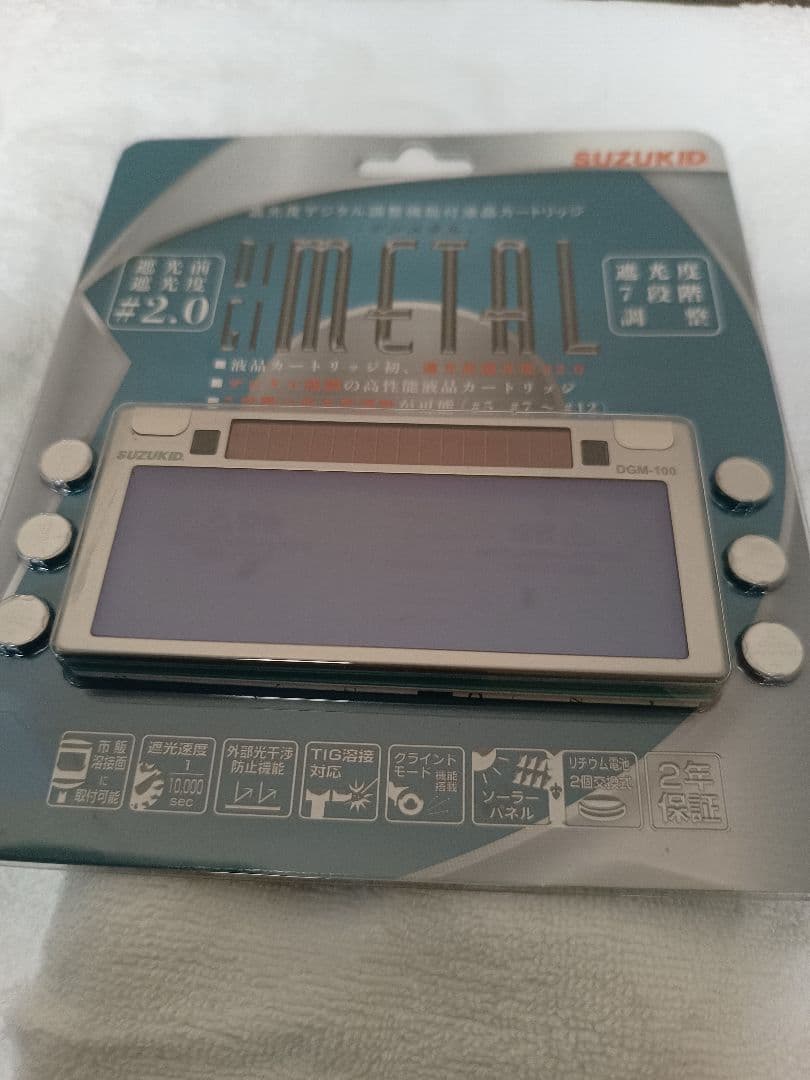 SUZUKID
遮光度デジタル調整機能付液晶カートリッジ
METAL
遮光前
遮光度
#2.0
遮光度
7段階
調整
■液晶カートリッジ初、
の高性能液晶カートリッジ
が可能(#5、#7～#12)
SUZUKID
DGM-100
市販
溶接面
に
取付可能
遮光速度
1
10,000
sec
外部光干渉
防止機能
TIG溶接
対応
グラインド
モード 機能
搭載
ソーラー
パネル
リチウム電池
2個交換式
2年
保証